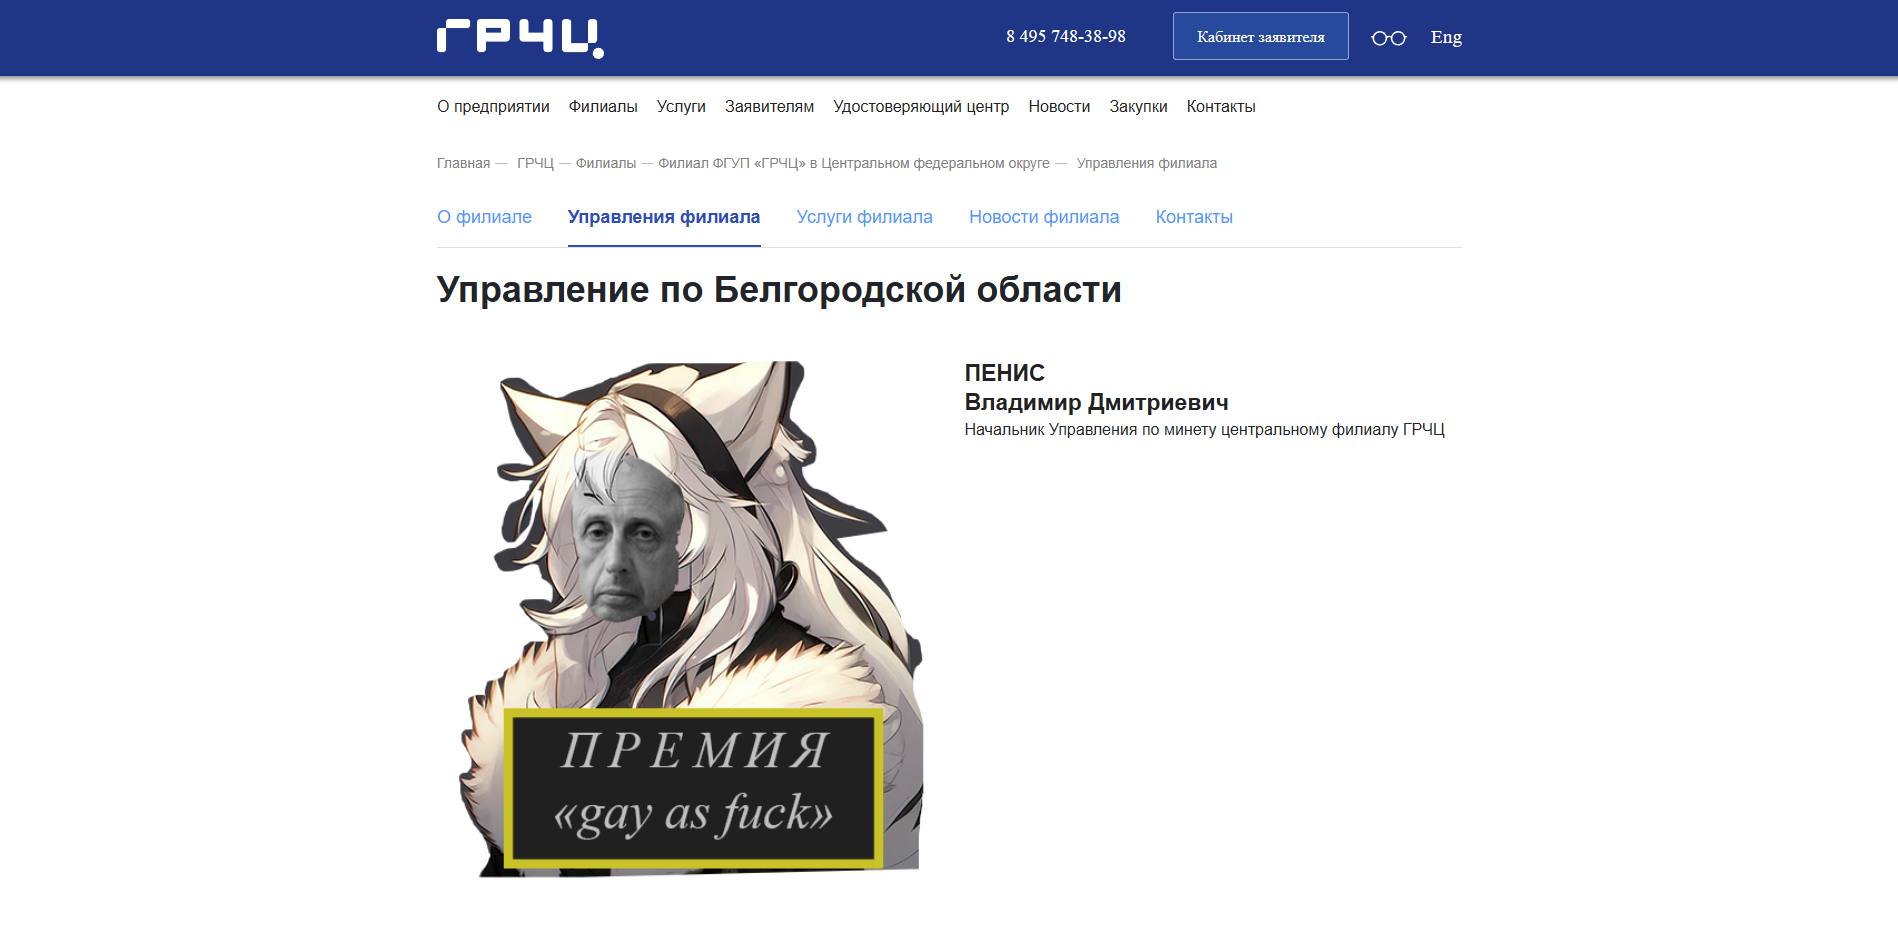 ГРЧЦ
8 495 748-38-98
Кабинет заявителя
Eng
О предприятии Филиалы Услуги Заявителям Удостоверяющий центр Новости Закупки Контакты
Главная — ГРЧЦ — Филиалы — Филиал ФГУП «ГРЧЦ» в Центральном федеральном округе — Управления филиала
О филиале Управления филиала Услуги филиала Новости филиала Контакты
Управление по Белгородской области
ПЕНИС
Владимир Дмитриевич
Начальник Управления по минету центральному филиалу ГРЧЦ
ПРЕМИЯ
«gay as fuck»